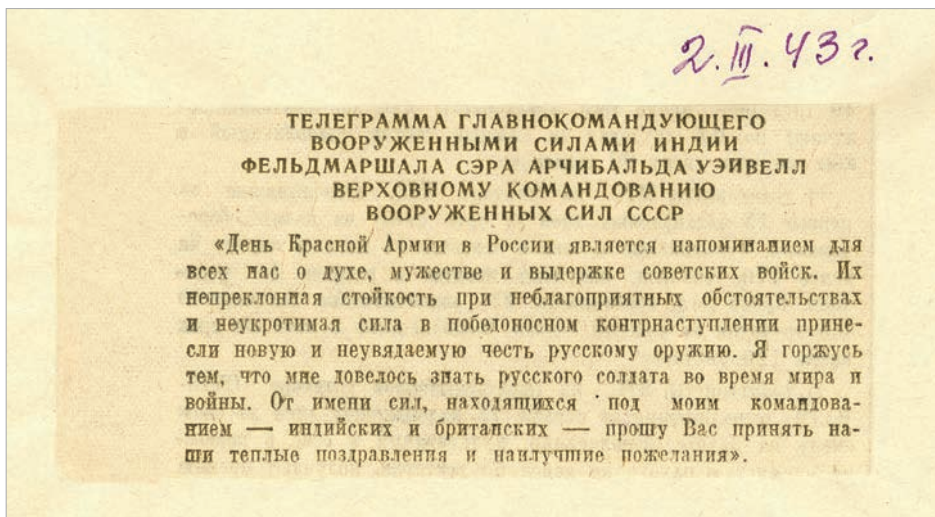 2.III.43 г.
ТЕЛЕГРАММА ГЛАВНОКОМАНДУЮЩЕГО
ВООРУЖЕННЫМИ СИЛАМИ ИНДИИ
ФЕЛЬДМАРШАЛА СЭРА АРЧИБАЛЬДА УЭЙВЕЛЛ
ВЕРХОВНОМУ КОМАНДОВАНИЮ
ВООРУЖЕННЫХ СИЛ СССР
«День Красной Армии в России является напоминанием для
всех нас о духе, мужестве и выдержке советских войск. Их
непреклонная стойкость при неблагоприятных обстоятельствах
и неукротимая сила в победоносном контрнаступлении прине-
сли новую и неувядаемую честь русскому оружию. Я горжусь
тем, что мне довелось знать русского солдата во время мира и
войны. От имени сил, находящихся под моим командова-
нием — индийских и британских — прошу Вас принять на-
ши теплые поздравления и наилучшие пожелания».